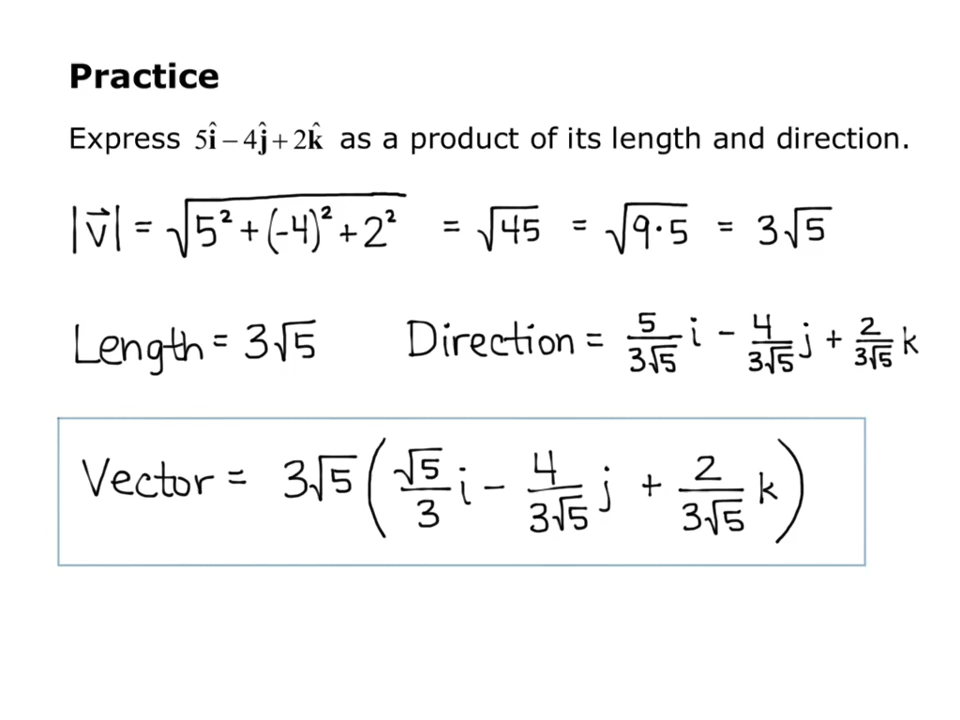 Practice
Express 5î − 4ĵ + 2k̂ as a product of its length and direction.
|v⃗| = √(5² + (-4)² + 2²) = √45 = √(9·5) = 3√5
Length = 3√5 Direction = 5/(3√5) i − 4/(3√5) j + 2/(3√5) k
Vector = 3√5 (√5/3 i − 4/(3√5) j + 2/(3√5) k)